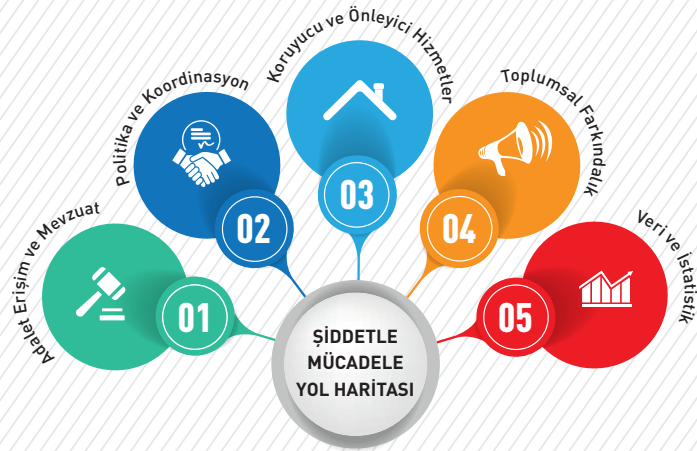 Adalet Erişim ve Mevzuat
01
Politika ve Koordinasyon
02
Koruyucu ve Önleyici Hizmetler
03
Toplumsal Farkındalık
04
Veri ve İstatistik
05
ŞİDDETLE
MÜCADELE
YOL HARİTASI